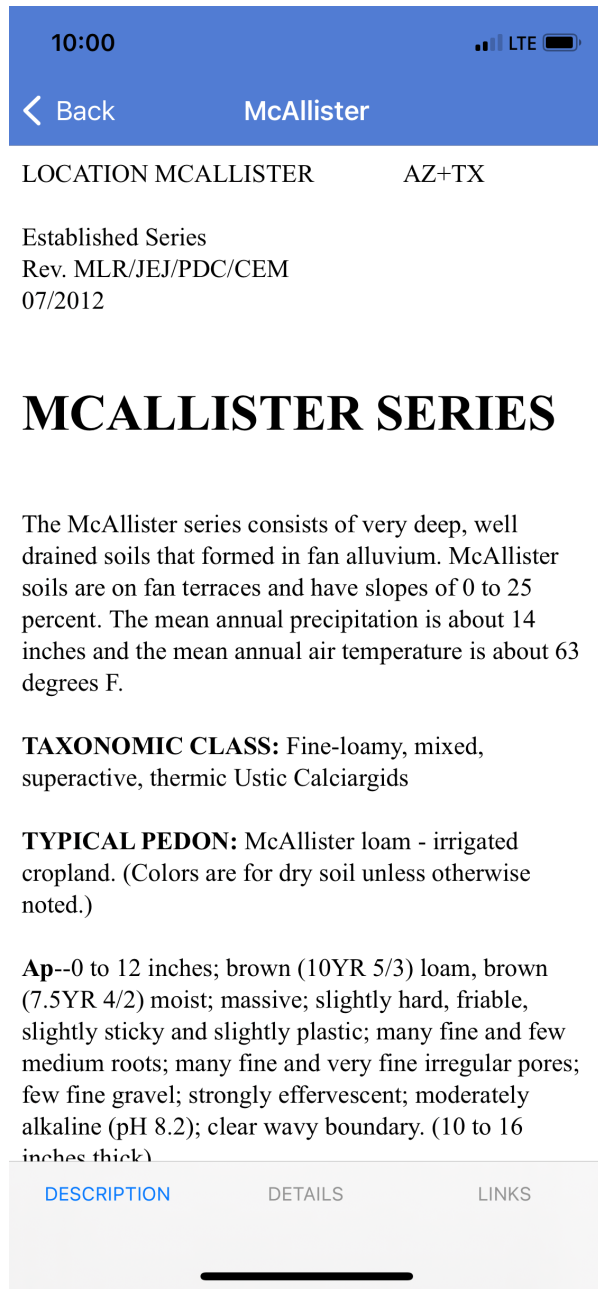 10:00
LTE
Back
McAllister
LOCATION MCALLISTER AZ+TX
Established Series
Rev. MLR/JEJ/PDC/CEM
07/2012
MCALLISTER SERIES
The McAllister series consists of very deep, well
drained soils that formed in fan alluvium. McAllister
soils are on fan terraces and have slopes of 0 to 25
percent. The mean annual precipitation is about 14
inches and the mean annual air temperature is about 63
degrees F.
TAXONOMIC CLASS: Fine-loamy, mixed,
superactive, thermic Ustic Calciargids
TYPICAL PEDON: McAllister loam - irrigated
cropland. (Colors are for dry soil unless otherwise
noted.)
Ap--0 to 12 inches; brown (10YR 5/3) loam, brown
(7.5YR 4/2) moist; massive; slightly hard, friable,
slightly sticky and slightly plastic; many fine and few
medium roots; many fine and very fine irregular pores;
few fine gravel; strongly effervescent; moderately
alkaline (pH 8.2); clear wavy boundary. (10 to 16
inches thick)
DESCRIPTION
DETAILS
LINKS